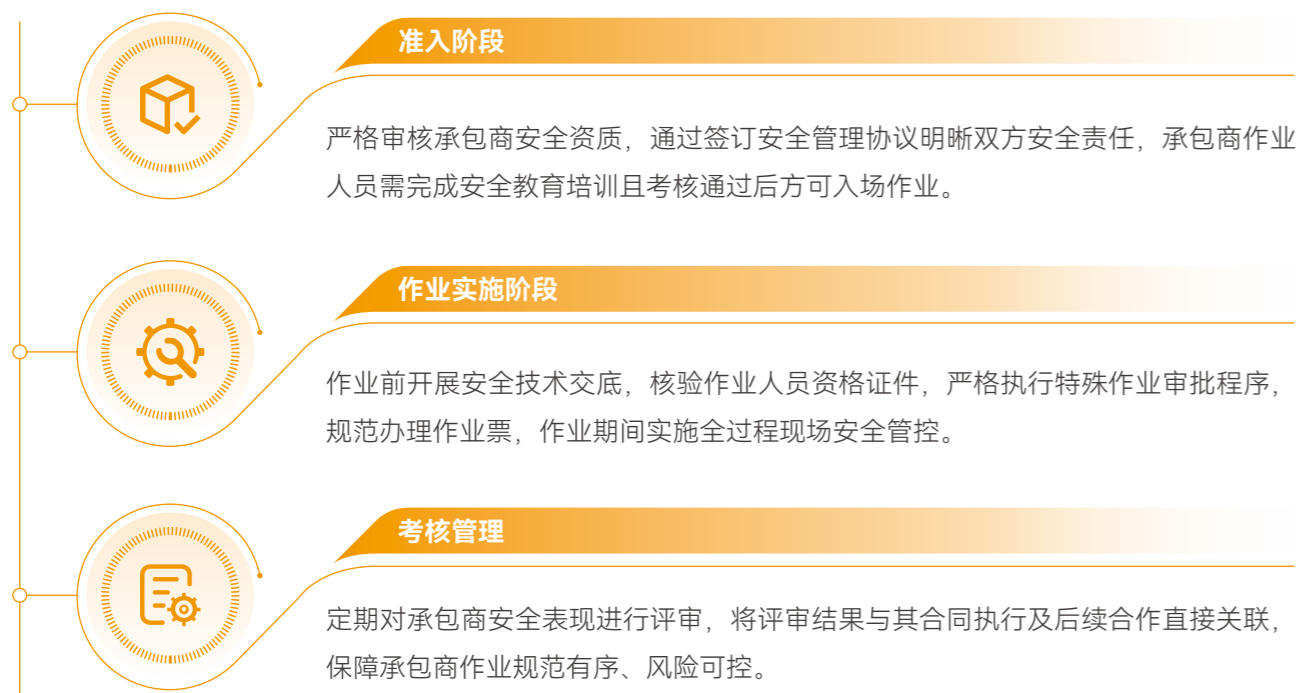 准入阶段
严格审核承包商安全资质，通过签订安全管理协议明晰双方安全责任，承包商作业
人员需完成安全教育培训且考核通过后方可入场作业。
作业实施阶段
作业前开展安全技术交底，核验作业人员资格证件，严格执行特殊作业审批程序，
规范办理作业票，作业期间实施全过程现场安全管控。
考核管理
定期对承包商安全表现进行评审，将评审结果与其合同执行及后续合作直接关联，
保障承包商作业规范有序、风险可控。